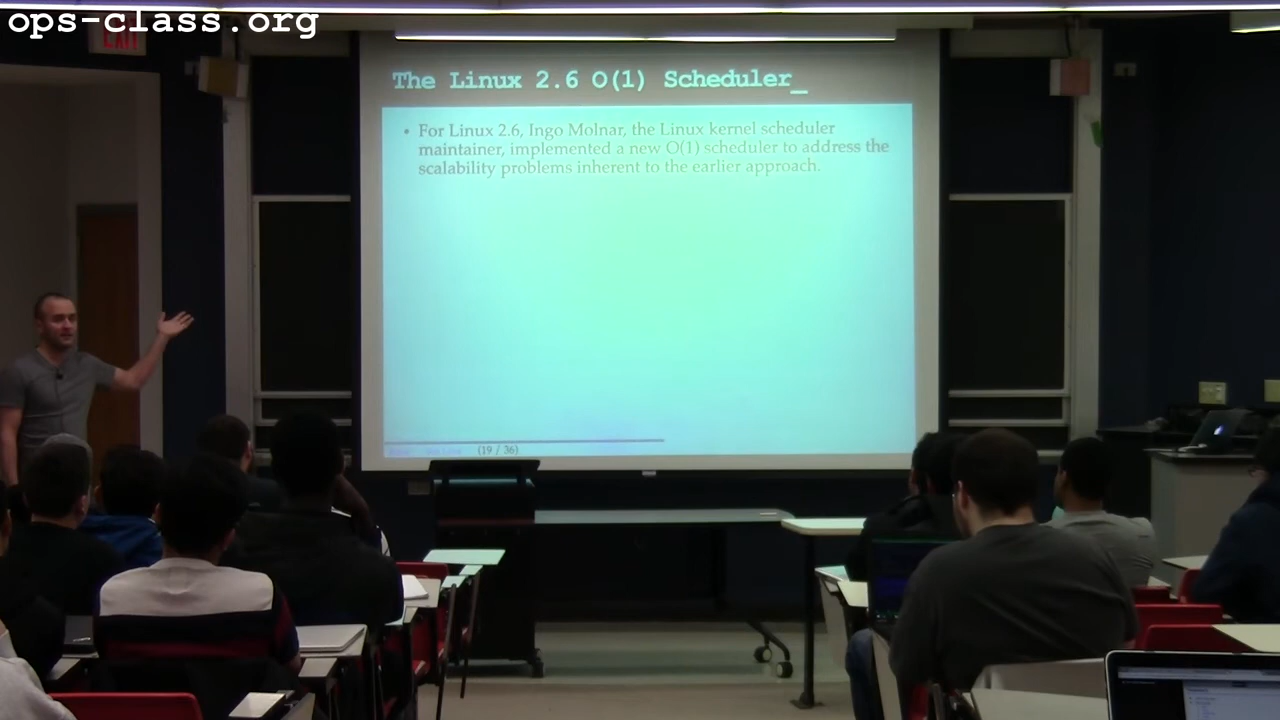 ops-class.org
EXIT
The Linux 2.6 O(1) Scheduler_
• For Linux 2.6, Ingo Molnar, the Linux kernel scheduler
maintainer, implemented a new O(1) scheduler to address the
scalability problems inherent to the earlier approach.
(19 / 36)